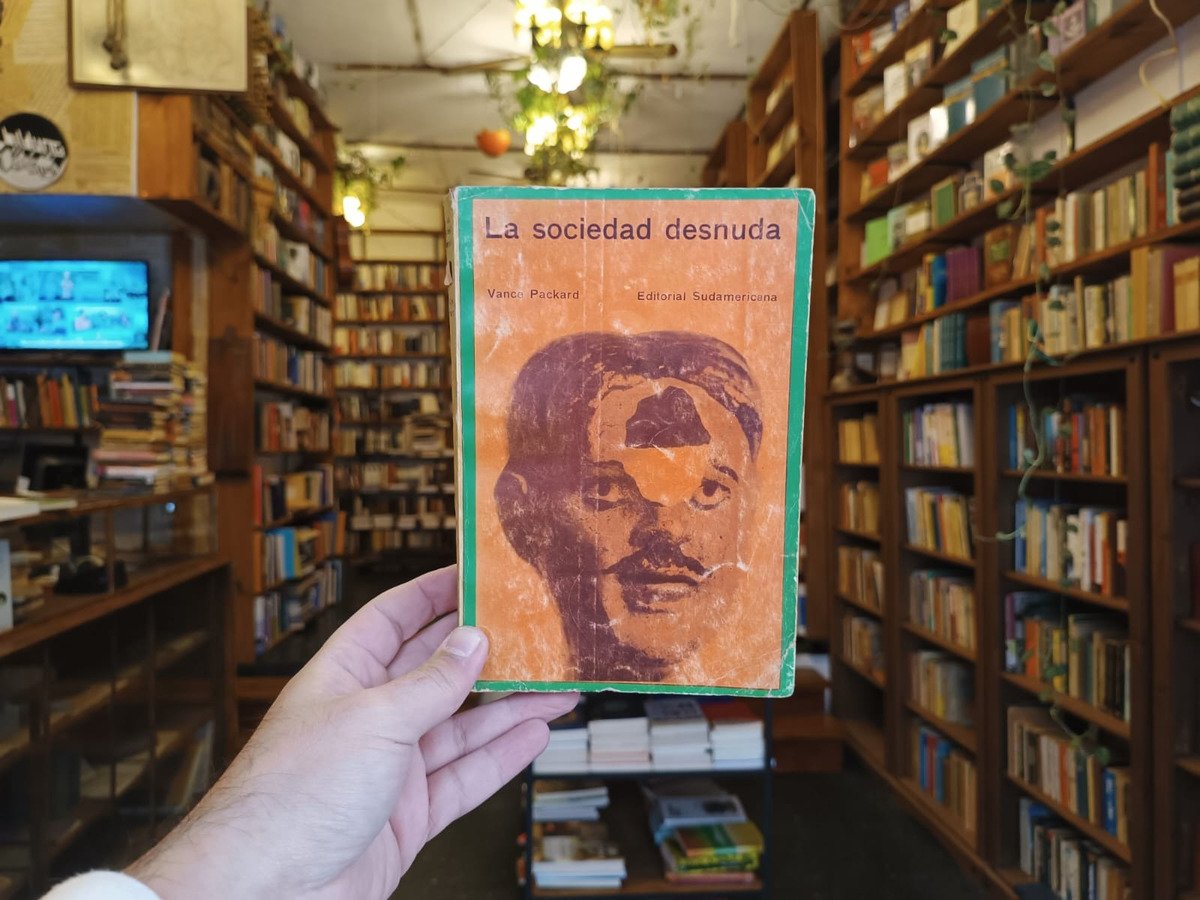 La sociedad desnuda
Vance Packard
Editorial Sudamericana